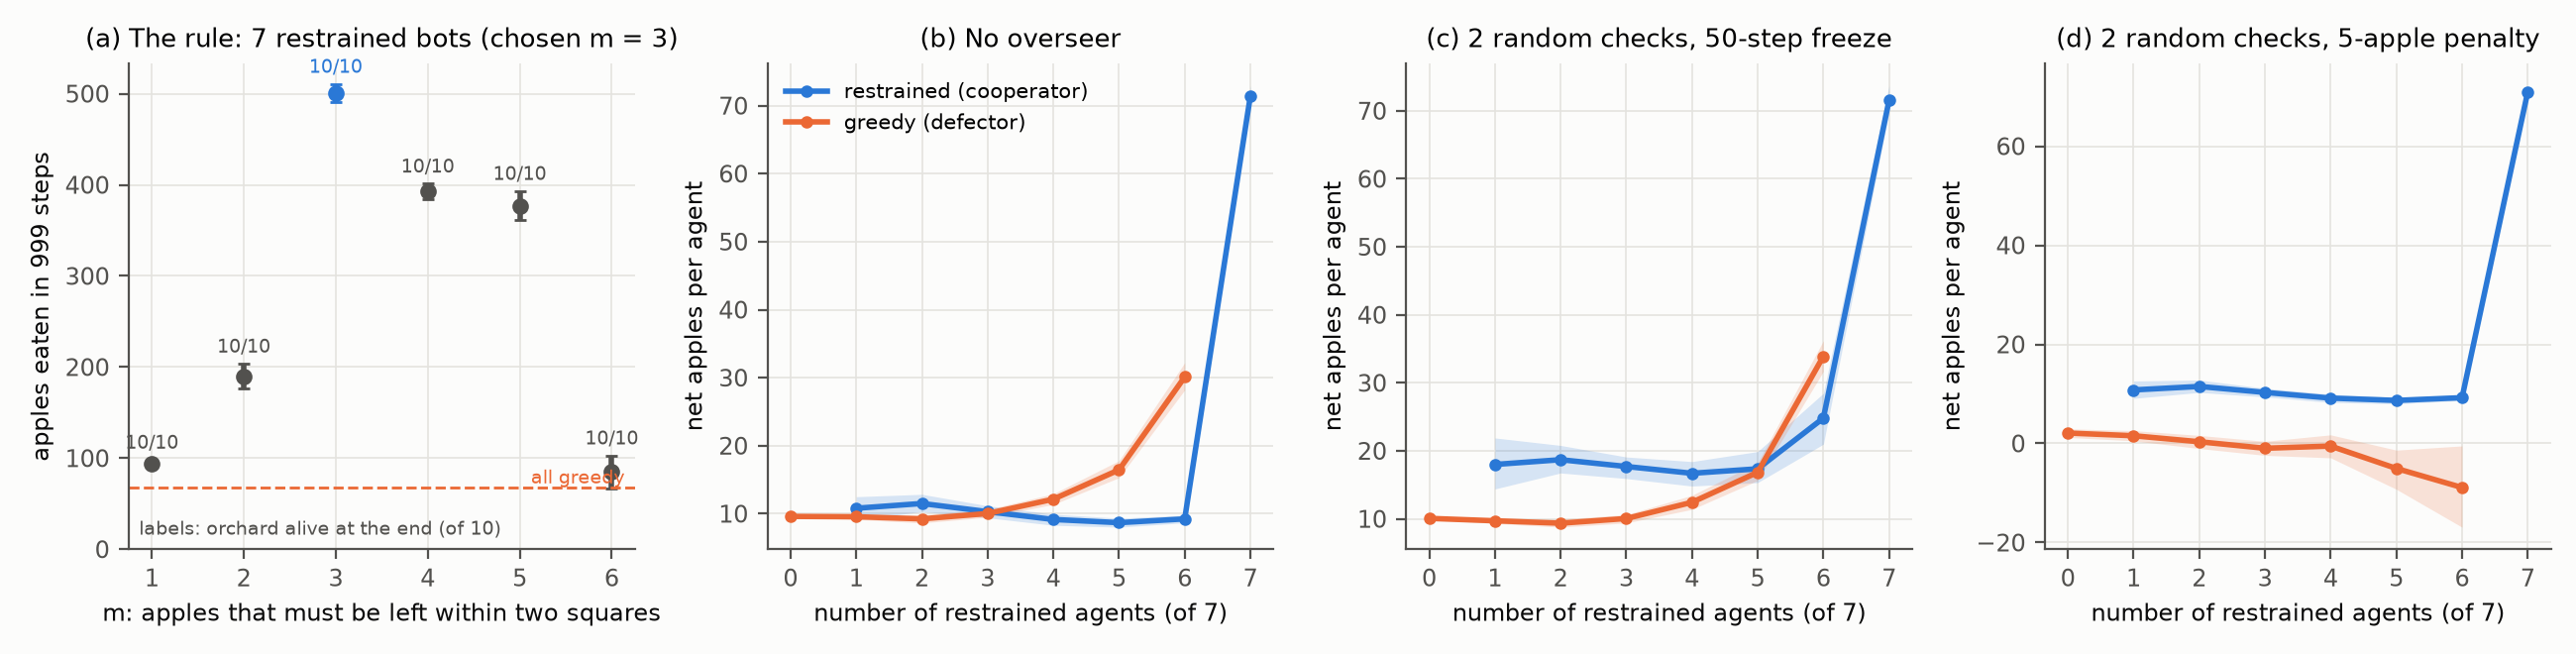 (a) The rule: 7 restrained bots (chosen m = 3)
apples eaten in 999 steps
500
400
300
200
100
0
10/10
10/10
10/10
10/10
10/10
10/10
all greedy
labels: orchard alive at the end (of 10)
1 2 3 4 5 6
m: apples that must be left within two squares
(b) No overseer
net apples per agent
70
60
50
40
30
20
10
restrained (cooperator)
greedy (defector)
0 1 2 3 4 5 6 7
number of restrained agents (of 7)
(c) 2 random checks, 50-step freeze
net apples per agent
70
60
50
40
30
20
10
0 1 2 3 4 5 6 7
number of restrained agents (of 7)
(d) 2 random checks, 5-apple penalty
net apples per agent
60
40
20
0
−20
0 1 2 3 4 5 6 7
number of restrained agents (of 7)